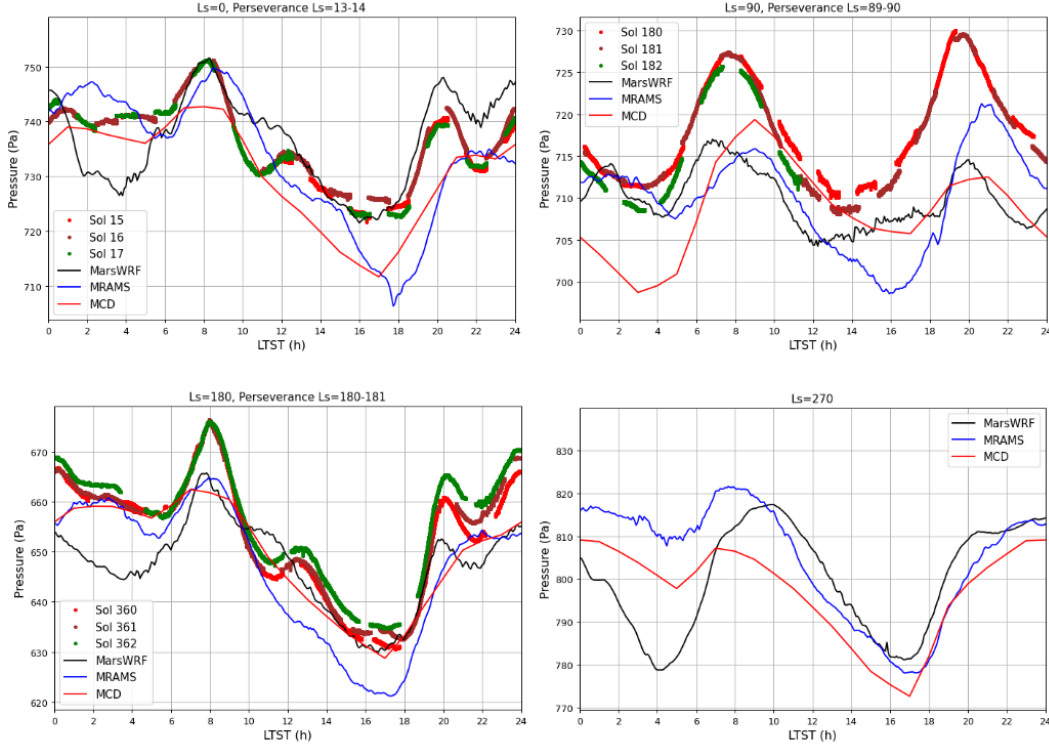 Ls=0, Perseverance Ls=13-14
Pressure (Pa)
750
740
730
720
710
Sol 15
Sol 16
Sol 17
MarsWRF
MRAMS
MCD
0 2 4 6 8 10 12 14 16 18 20 22 24
LTST (h)
Ls=90, Perseverance Ls=89-90
Pressure (Pa)
730
725
720
715
710
705
700
Sol 180
Sol 181
Sol 182
MarsWRF
MRAMS
MCD
0 2 4 6 8 10 12 14 16 18 20 22 24
LTST (h)
Ls=180, Perseverance Ls=180-181
Pressure (Pa)
670
660
650
640
630
620
Sol 360
Sol 361
Sol 362
MarsWRF
MRAMS
MCD
0 2 4 6 8 10 12 14 16 18 20 22 24
LTST (h)
Ls=270
Pressure (Pa)
830
820
810
800
790
780
770
MarsWRF
MRAMS
MCD
0 2 4 6 8 10 12 14 16 18 20 22 24
LTST (h)